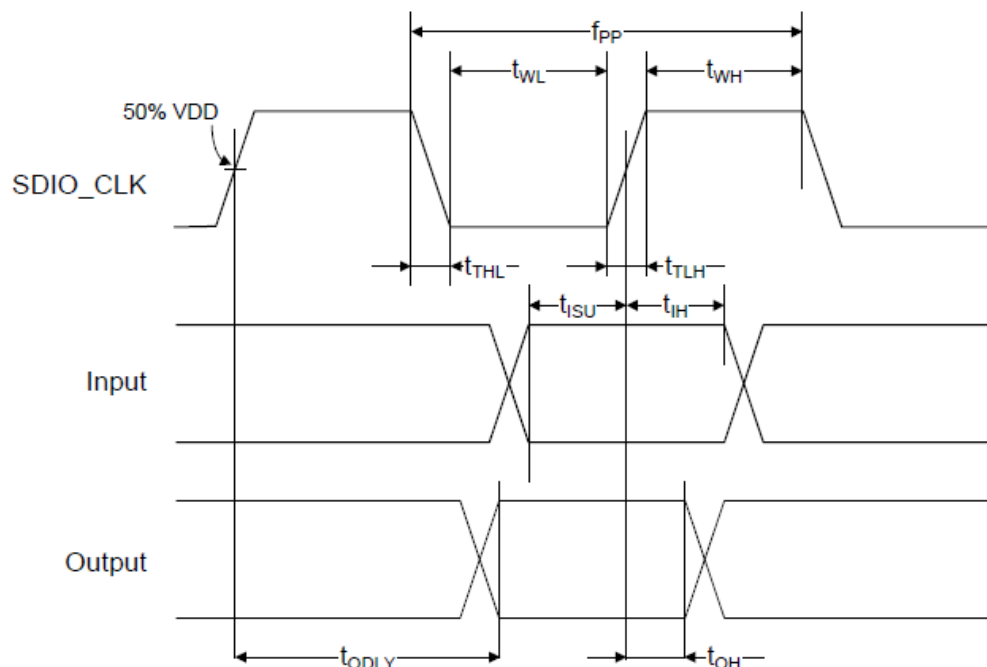 fPP
tWL
tWH
50% VDD
SDIO_CLK
tTHL
tTLH
tISU
tIH
Input
Output
tODLY
tOH